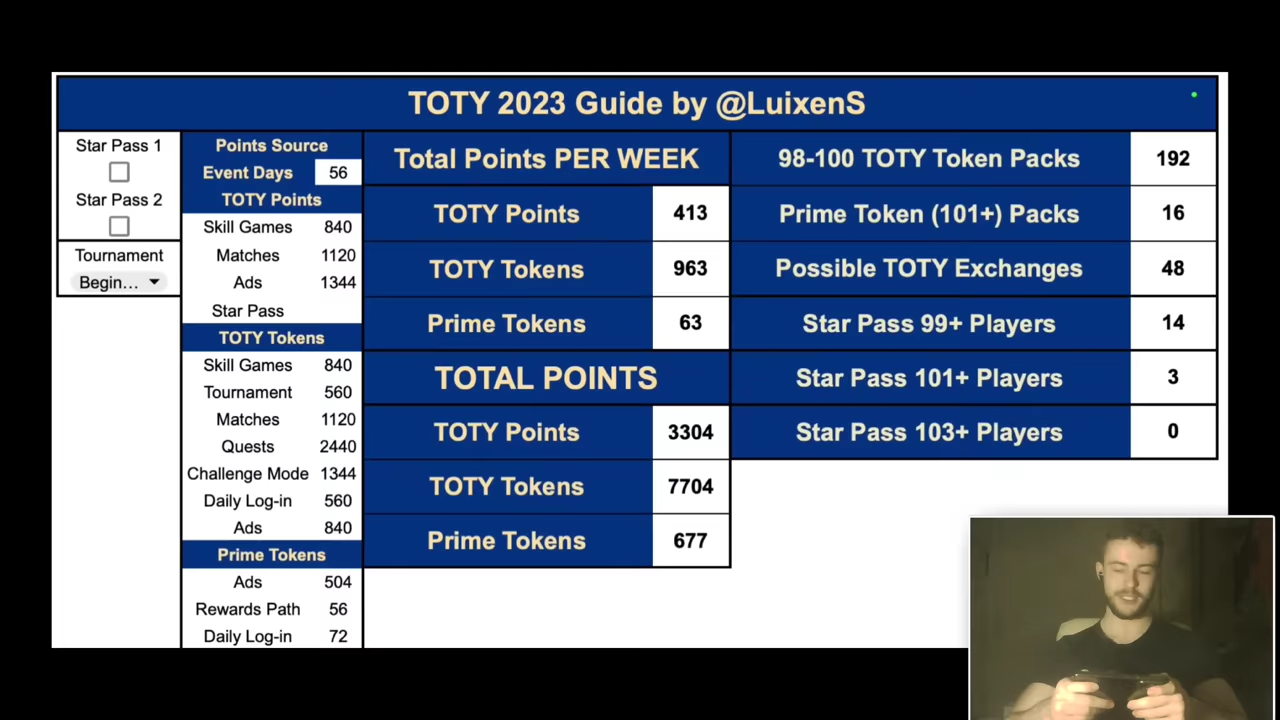 TOTY 2023 Guide by @LuixenS
Star Pass 1
Star Pass 2
Tournament
Begin...
Points Source
Event Days 56
TOTY Points
Skill Games 840
Matches 1120
Ads 1344
Star Pass
TOTY Tokens
Skill Games 840
Tournament 560
Matches 1120
Quests 2440
Challenge Mode 1344
Daily Log-in 560
Ads 840
Prime Tokens
Ads 504
Rewards Path 56
Daily Log-in 72
Total Points PER WEEK
TOTY Points 413
TOTY Tokens 963
Prime Tokens 63
TOTAL POINTS
TOTY Points 3304
TOTY Tokens 7704
Prime Tokens 677
98-100 TOTY Token Packs 192
Prime Token (101+) Packs 16
Possible TOTY Exchanges 48
Star Pass 99+ Players 14
Star Pass 101+ Players 3
Star Pass 103+ Players 0